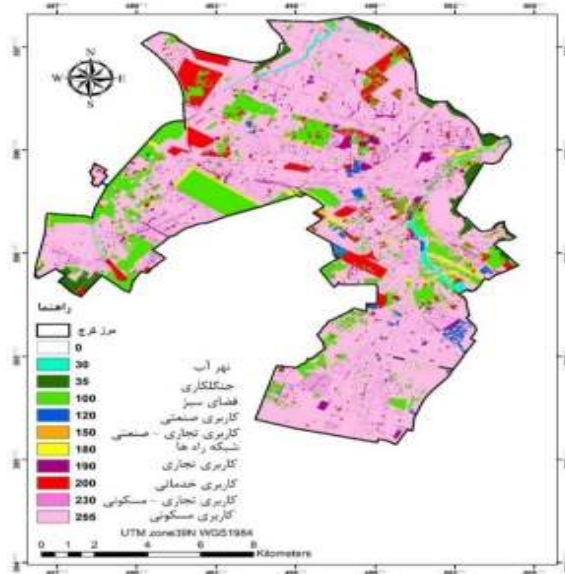 N
W E
S
راهنما
مرز کرج
0
30 نهر آب
35 جنگلکاری
100 فضای سبز
120 کاربری صنعتی
150 کاربری تجاری - صنعتی
180 شبکه راه ها
190 کاربری تجاری
200 کاربری خدماتی
230 کاربری تجاری - مسکونی
255 کاربری مسکونی
UTM zone39N WGS1984
0 1 2 4 6 8
Kilometers